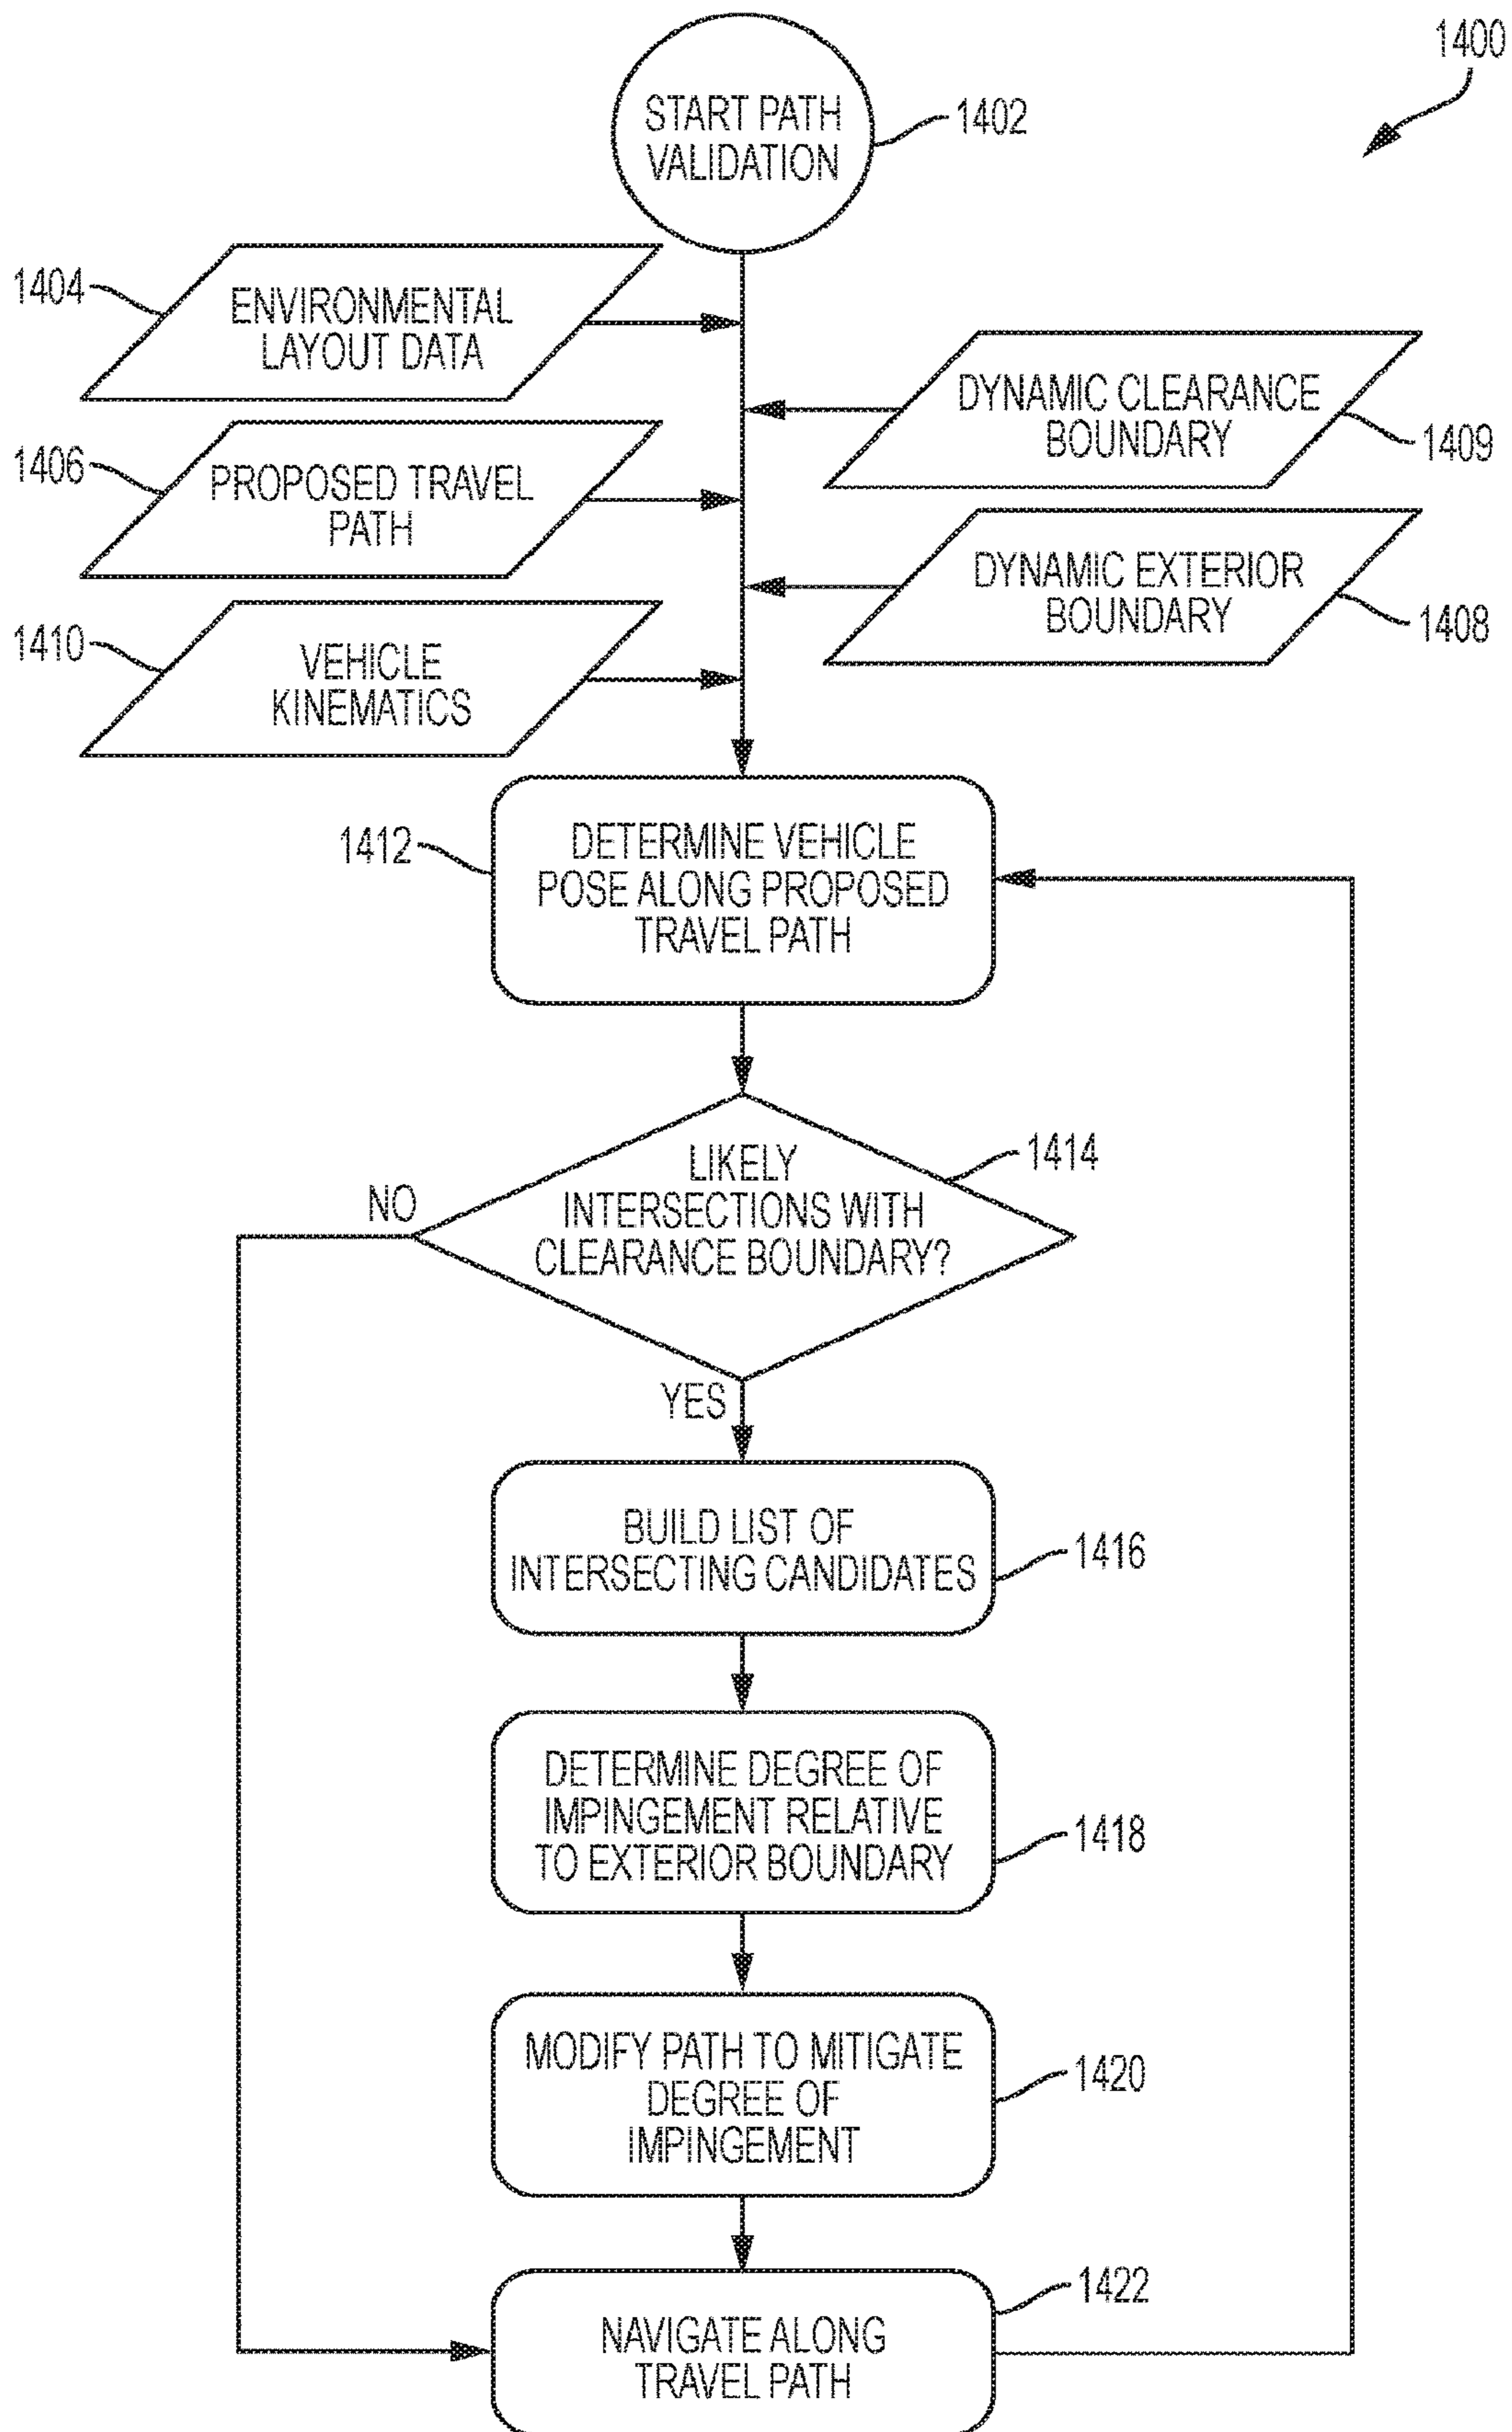 1400
START PATH
VALIDATION
1402
1404
ENVIRONMENTAL
LAYOUT DATA
DYNAMIC CLEARANCE
BOUNDARY
1409
1406
PROPOSED TRAVEL
PATH
DYNAMIC EXTERIOR
BOUNDARY
1408
1410
VEHICLE
KINEMATICS
1412
DETERMINE VEHICLE
POSE ALONG PROPOSED
TRAVEL PATH
1414
LIKELY
INTERSECTIONS WITH
CLEARANCE BOUNDARY?
NO
YES
BUILD LIST OF
INTERSECTING CANDIDATES
1416
DETERMINE DEGREE OF
IMPINGEMENT RELATIVE
TO EXTERIOR BOUNDARY
1418
MODIFY PATH TO MITIGATE
DEGREE OF
IMPINGEMENT
1420
1422
NAVIGATE ALONG
TRAVEL PATH